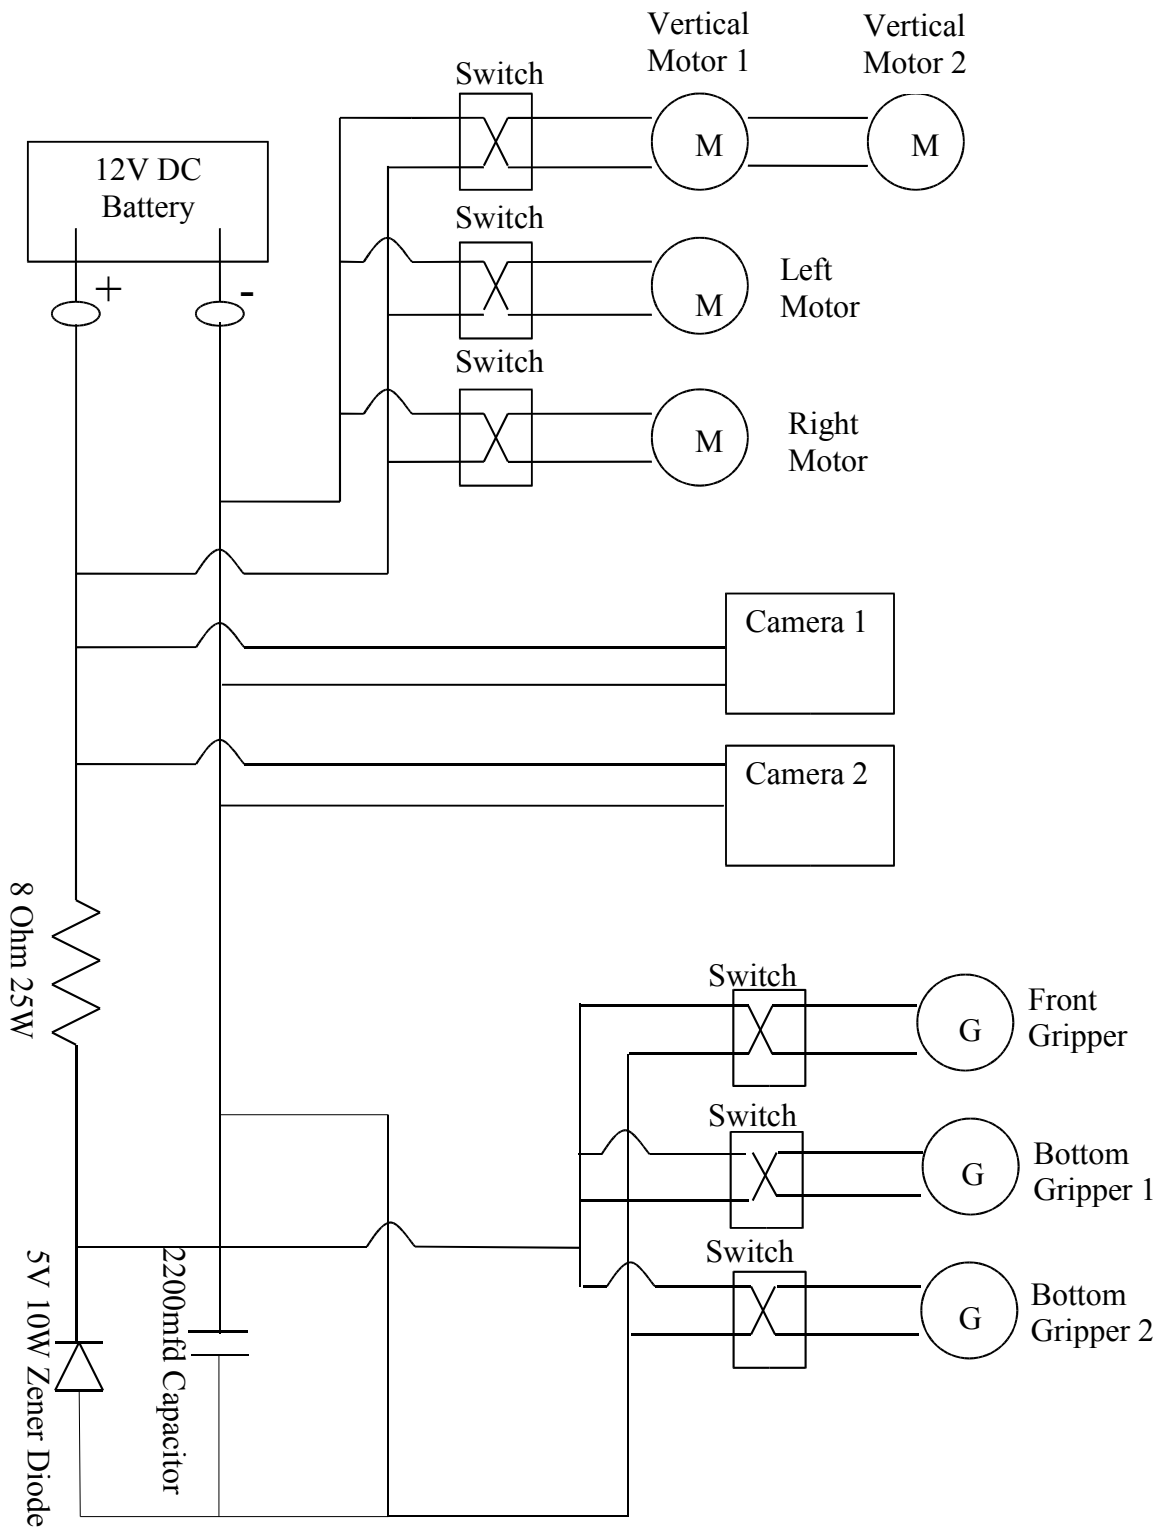 Vertical
Motor 1
Vertical
Motor 2
Switch
M
M
12V DC
Battery
+
-
Switch
M
Left
Motor
Switch
M
Right
Motor
Camera 1
Camera 2
8 Ohm 25W
Switch
G
Front
Gripper
Switch
G
Bottom
Gripper 1
Switch
G
Bottom
Gripper 2
5V 10W Zener Diode
2200mfd Capacitor